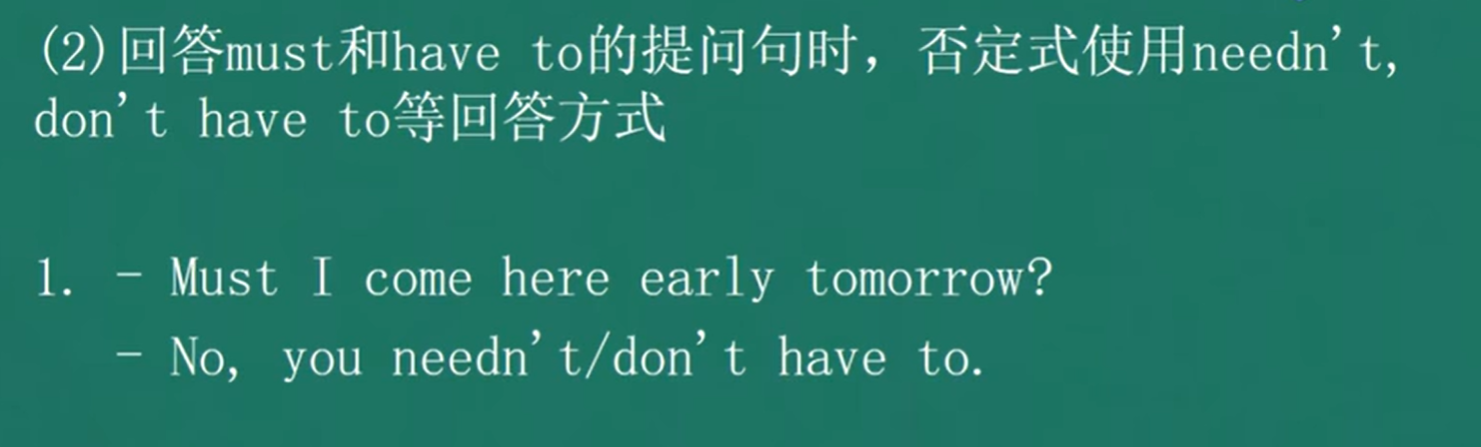 (2)回答must和have to的提问句时，否定式使用needn't,
don't have to等回答方式
1. - Must I come here early tomorrow?
- No, you needn't/don't have to.